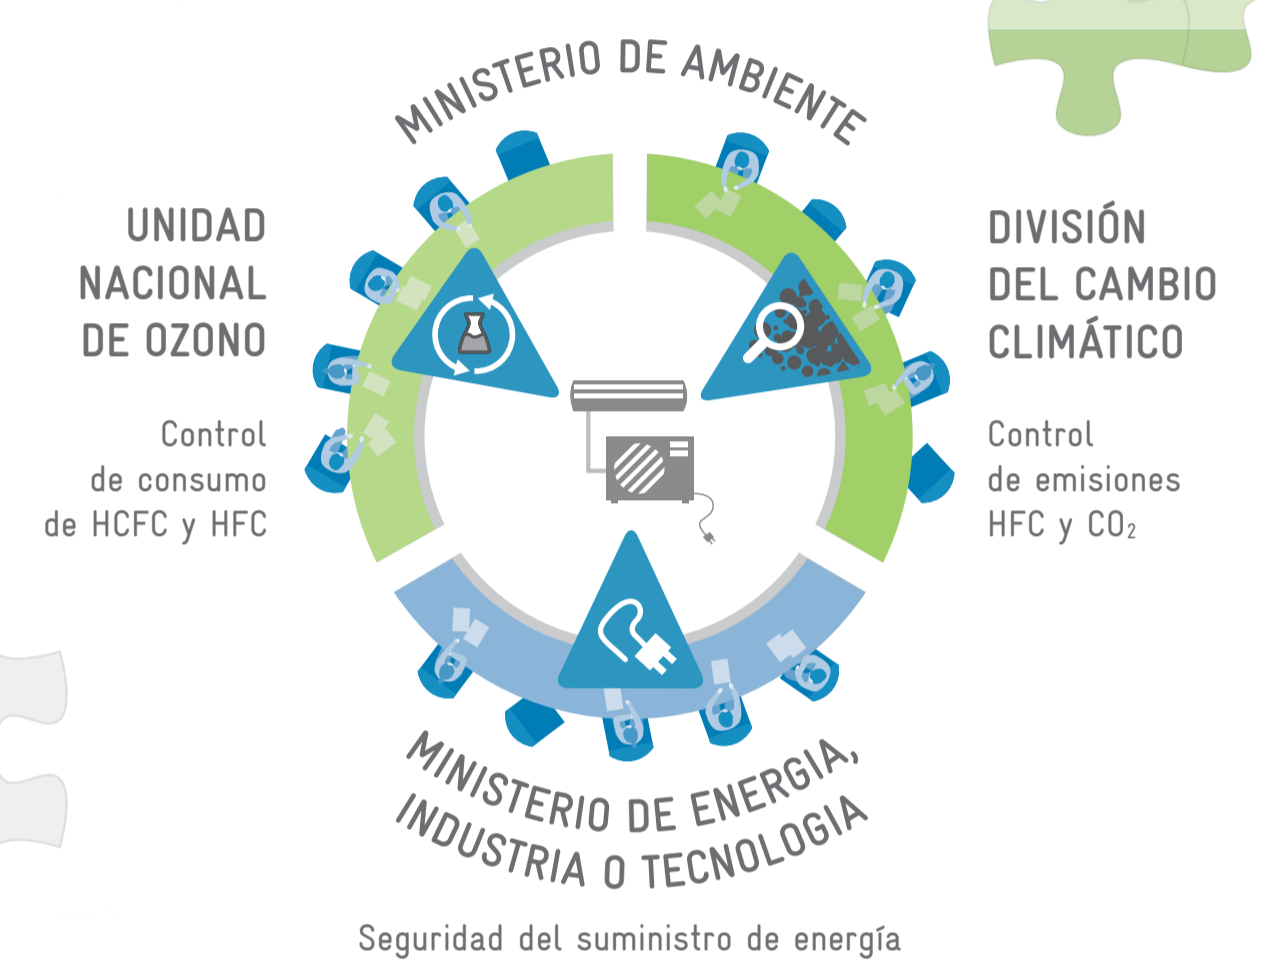 MINISTERIO DE AMBIENTE
UNIDAD
NACIONAL
DE OZONO
Control
de consumo
de HCFC y HFC
DIVISIÓN
DEL CAMBIO
CLIMÁTICO
Control
de emisiones
HFC y CO₂
MINISTERIO DE ENERGIA,
INDUSTRIA O TECNOLOGIA
Seguridad del suministro de energía